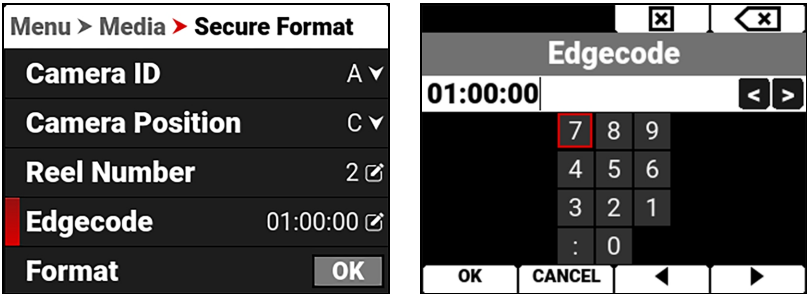 Menu > Media > Secure Format
Camera ID A
Camera Position C
Reel Number 2
Edgecode 01:00:00
Format OK
Edgecode
01:00:00 < >
7 8 9
4 5 6
3 2 1
: 0
OK CANCEL